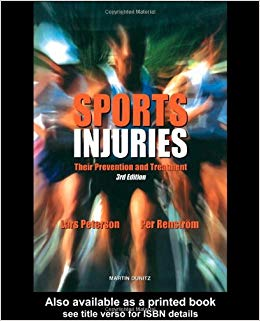 SPORTS
INJURIES
Their Prevention and Treatment
3rd Edition
Lars Peterson Per Renström
MARTIN DUNITZ
Also available as a printed book
see title verso for ISBN details